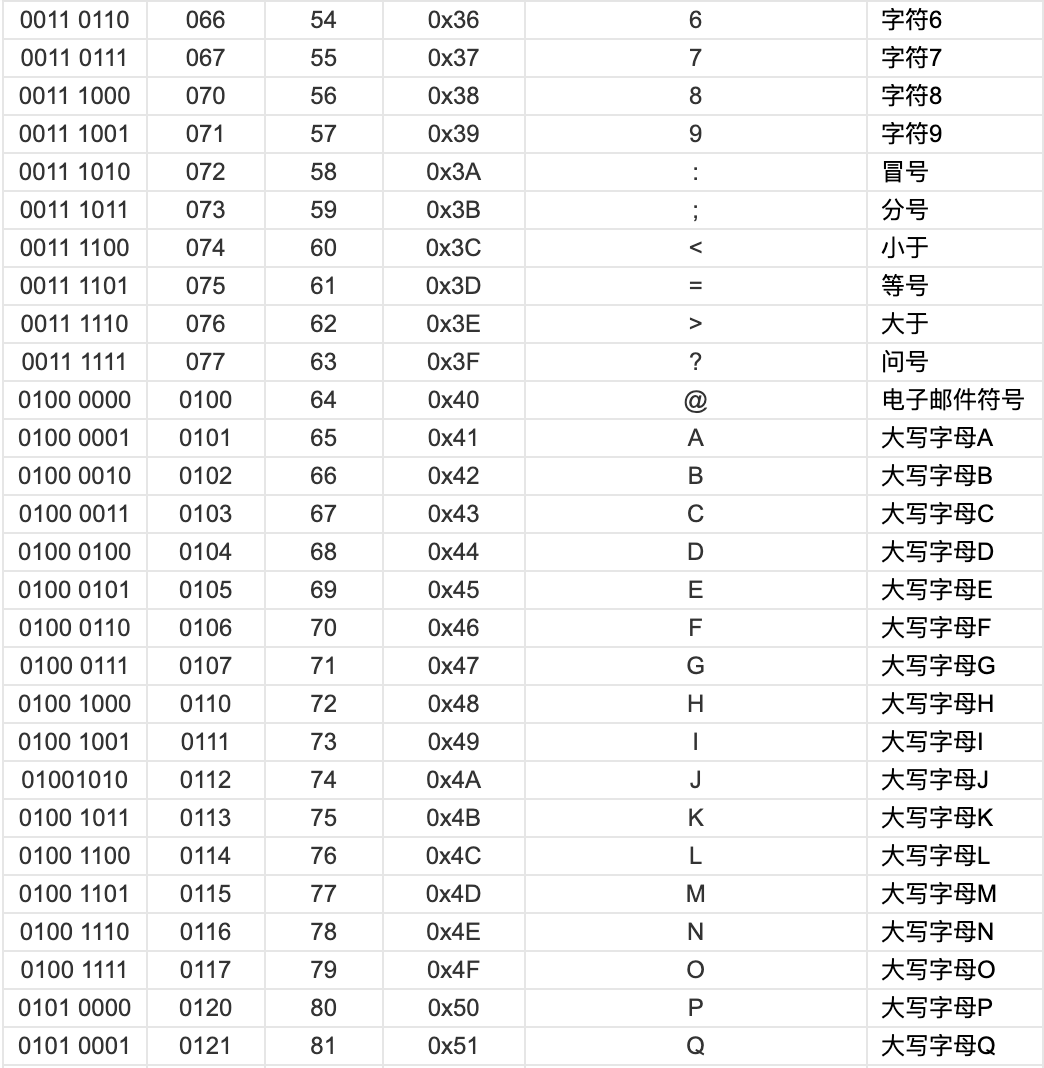 0011 0110 066 54 0x36 6 字符6
0011 0111 067 55 0x37 7 字符7
0011 1000 070 56 0x38 8 字符8
0011 1001 071 57 0x39 9 字符9
0011 1010 072 58 0x3A : 冒号
0011 1011 073 59 0x3B ; 分号
0011 1100 074 60 0x3C < 小于
0011 1101 075 61 0x3D = 等号
0011 1110 076 62 0x3E > 大于
0011 1111 077 63 0x3F ? 问号
0100 0000 0100 64 0x40 @ 电子邮件符号
0100 0001 0101 65 0x41 A 大写字母A
0100 0010 0102 66 0x42 B 大写字母B
0100 0011 0103 67 0x43 C 大写字母C
0100 0100 0104 68 0x44 D 大写字母D
0100 0101 0105 69 0x45 E 大写字母E
0100 0110 0106 70 0x46 F 大写字母F
0100 0111 0107 71 0x47 G 大写字母G
0100 1000 0110 72 0x48 H 大写字母H
0100 1001 0111 73 0x49 I 大写字母I
01001010 0112 74 0x4A J 大写字母J
0100 1011 0113 75 0x4B K 大写字母K
0100 1100 0114 76 0x4C L 大写字母L
0100 1101 0115 77 0x4D M 大写字母M
0100 1110 0116 78 0x4E N 大写字母N
0100 1111 0117 79 0x4F O 大写字母O
0101 0000 0120 80 0x50 P 大写字母P
0101 0001 0121 81 0x51 Q 大写字母Q